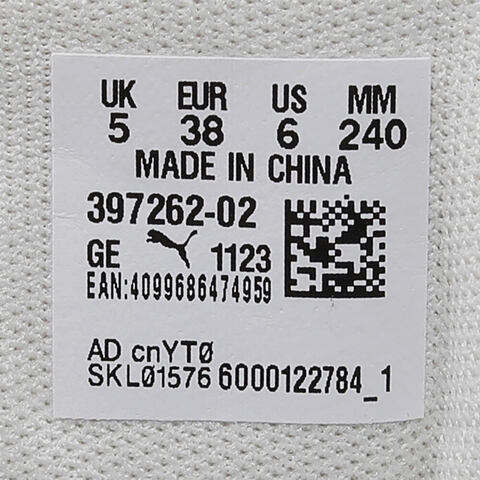 UK EUR US MM
5 38 6 240
MADE IN CHINA
397262-02
GE 1123
EAN:4099686474959
AD cnYTØ
SKLØ1576 6000122784_1